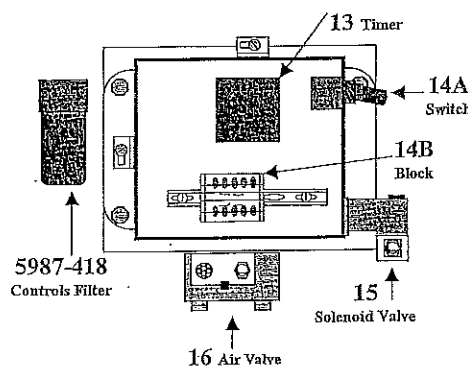 13 Timer
14A
Switch
14B
Block
5987-418
Controls Filter
15
Solenoid Valve
16 Air Valve